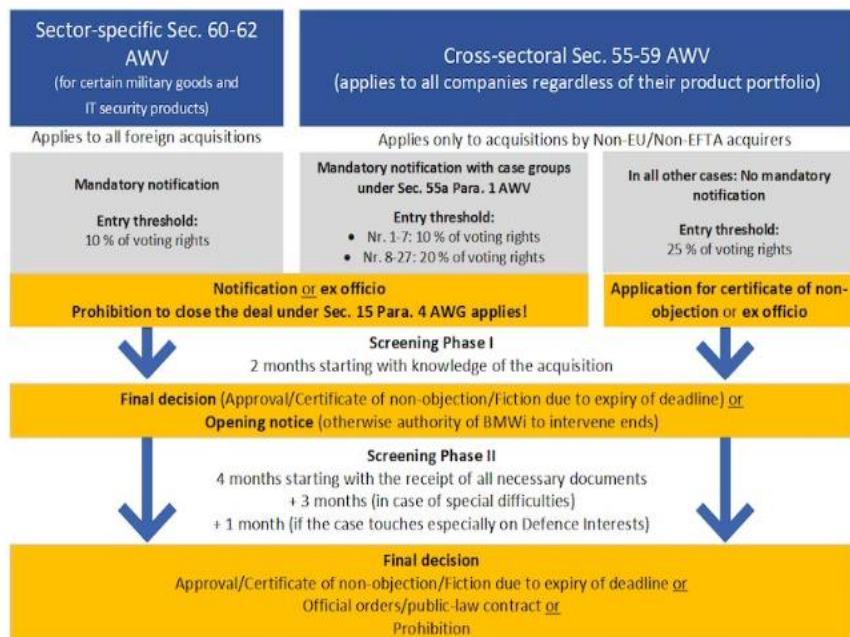 Sector-specific Sec. 60-62
AWV
(for certain military goods and
IT security products)
Cross-sectoral Sec. 55-59 AWV
(applies to all companies regardless of their product portfolio)
Applies to all foreign acquisitions
Applies only to acquisitions by Non-EU/Non-EFTA acquirers
Mandatory notification
Entry threshold:
10 % of voting rights
Mandatory notification with case groups
under Sec. 55a Para. 1 AWV
Entry threshold:
• Nr. 1-7: 10 % of voting rights
• Nr. 8-27: 20 % of voting rights
In all other cases: No mandatory
notification
Entry threshold:
25 % of voting rights
Notification or ex officio
Prohibition to close the deal under Sec. 15 Para. 4 AWG applies!
Application for certificate of non-
objection or ex officio
Screening Phase I
2 months starting with knowledge of the acquisition
Final decision (Approval/Certificate of non-objection/Fiction due to expiry of deadline) or
Opening notice (otherwise authority of BMWi to intervene ends)
Screening Phase II
4 months starting with the receipt of all necessary documents
+ 3 months (in case of special difficulties)
+ 1 month (if the case touches especially on Defence Interests)
Final decision
Approval/Certificate of non-objection/Fiction due to expiry of deadline or
Official orders/public-law contract or
Prohibition